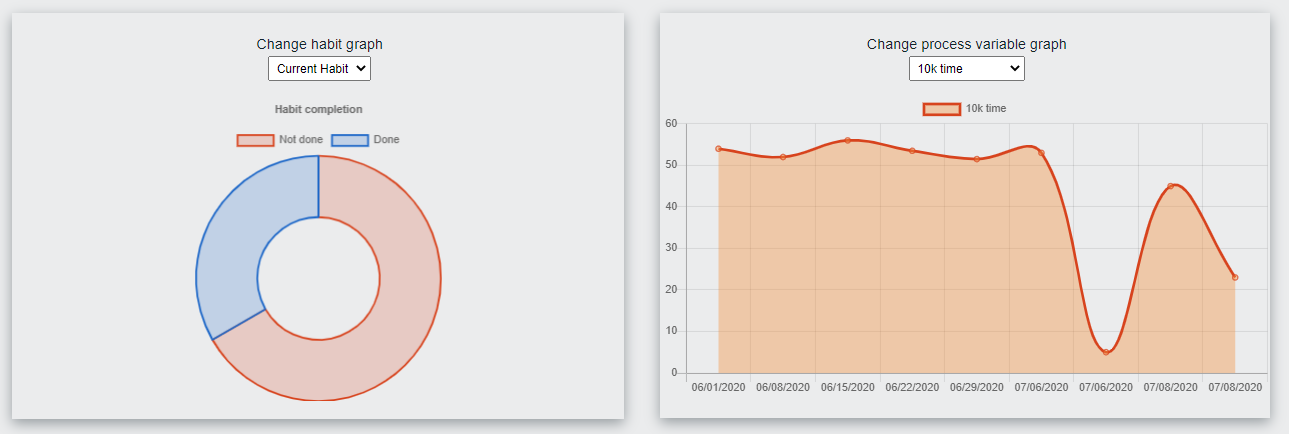 Change habit graph
Current Habit
Habit completion
Not done Done
Change process variable graph
10k time
10k time
60
50
40
30
20
10
0
06/01/2020 06/08/2020 06/15/2020 06/22/2020 06/29/2020 07/06/2020 07/06/2020 07/08/2020 07/08/2020